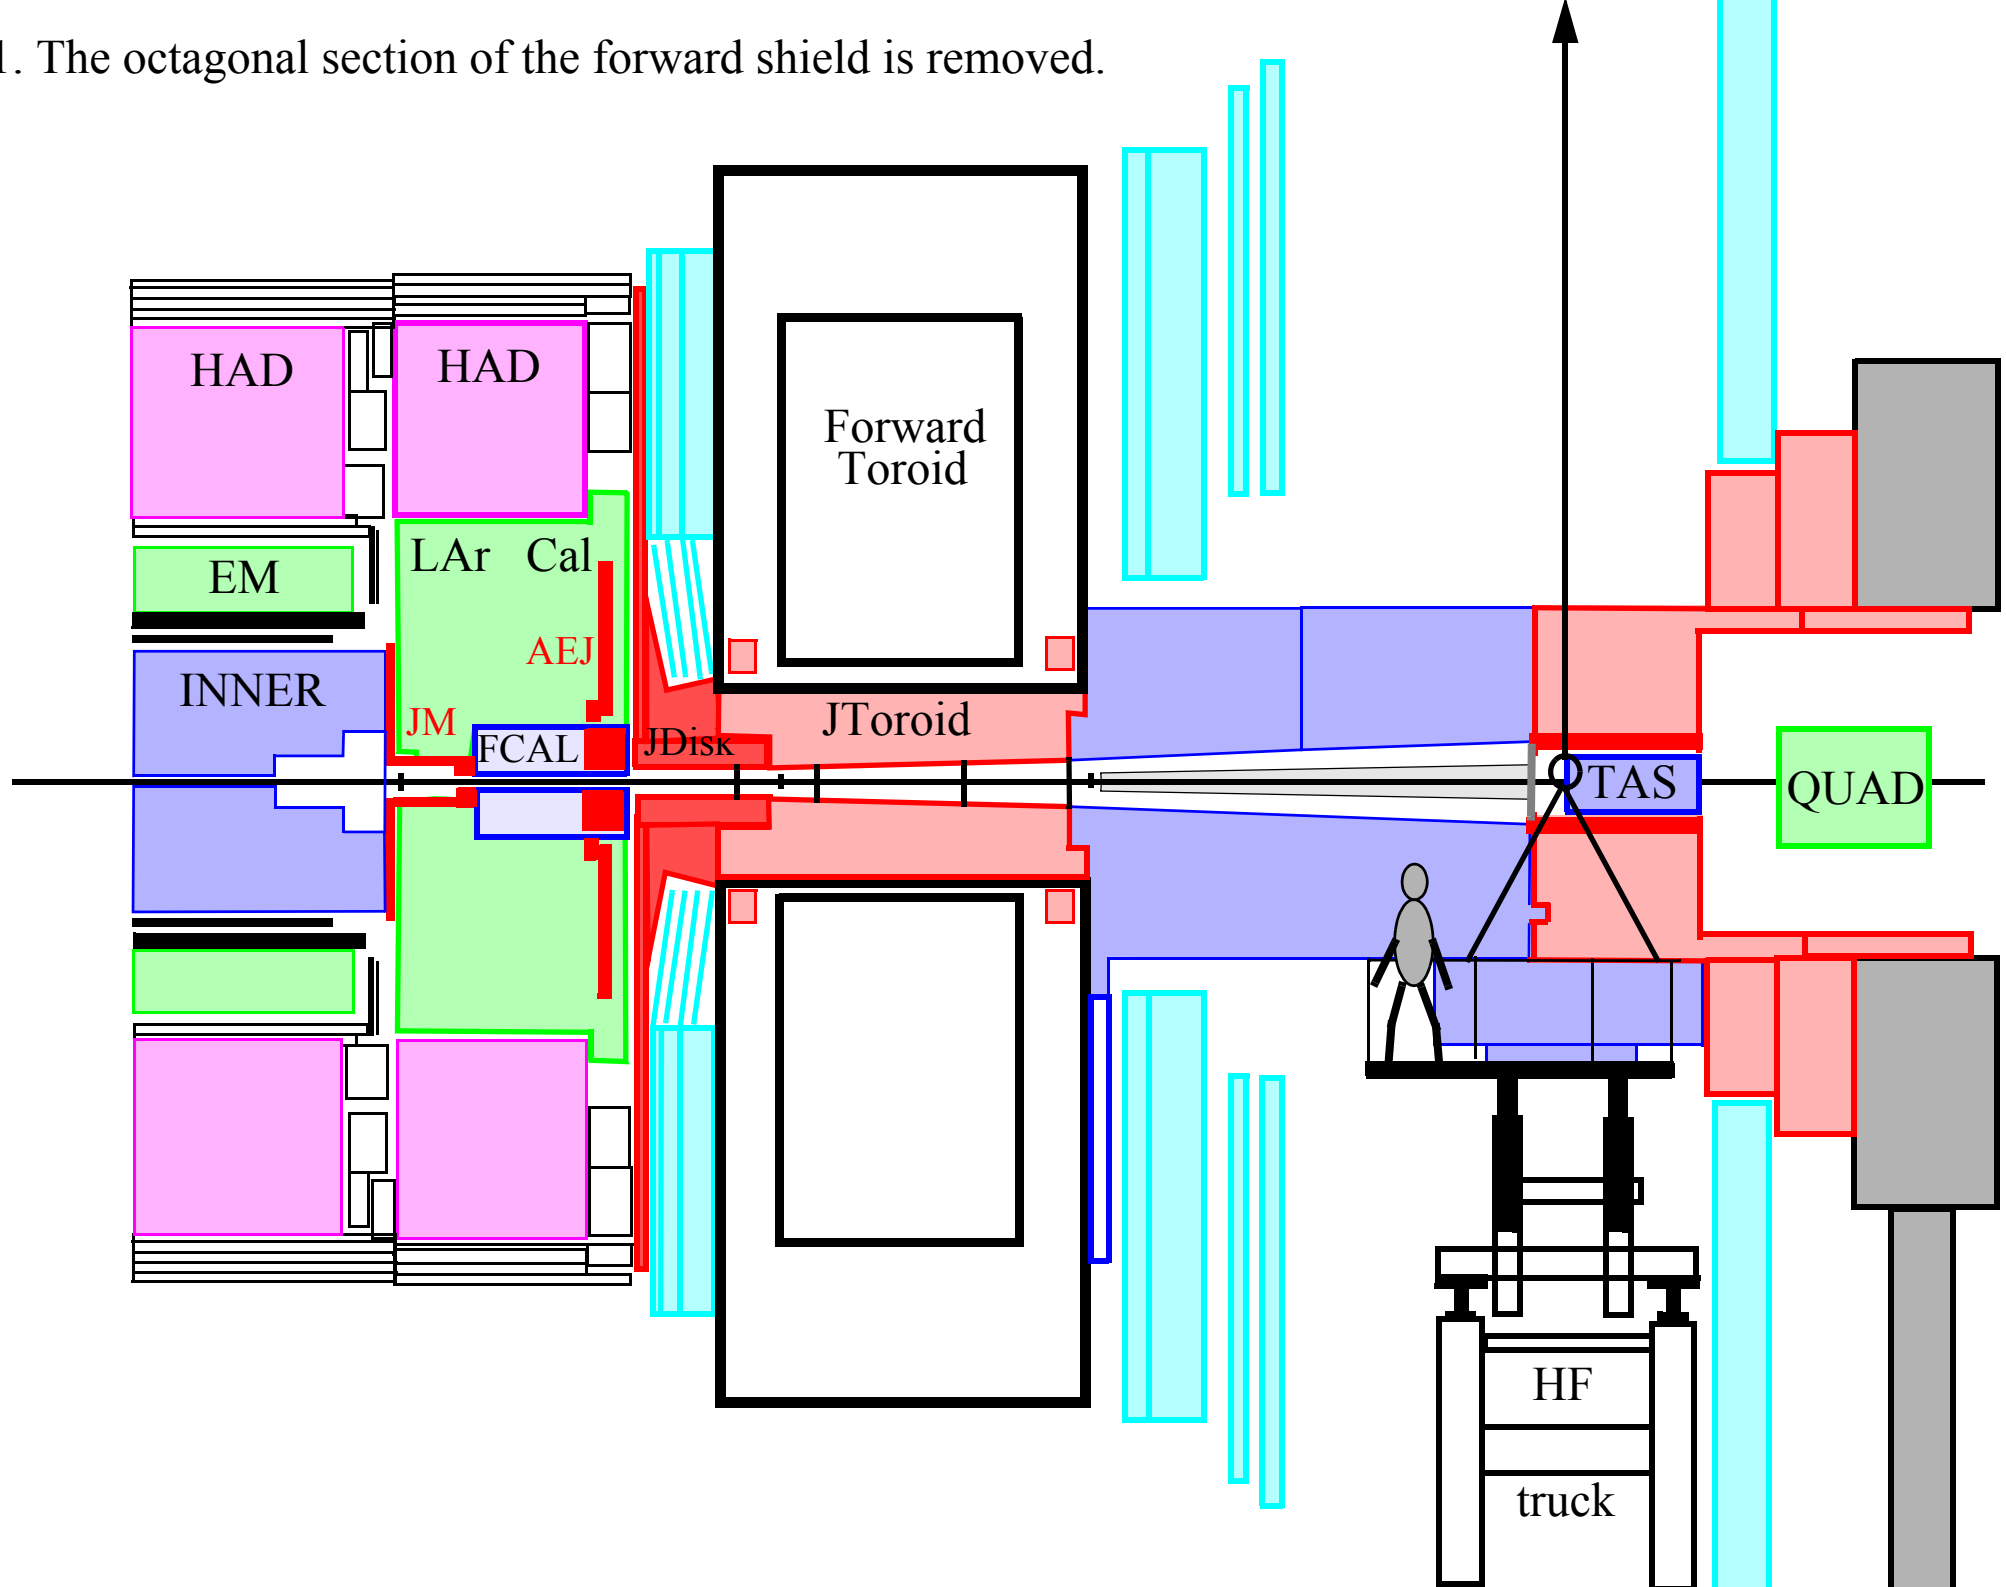 1. The octagonal section of the forward shield is removed.
HAD
HAD
Forward
Toroid
LAr Cal
EM
AEJ
INNER
JM
JToroid
FCAL
JDisk
TAS
QUAD
HF
truck